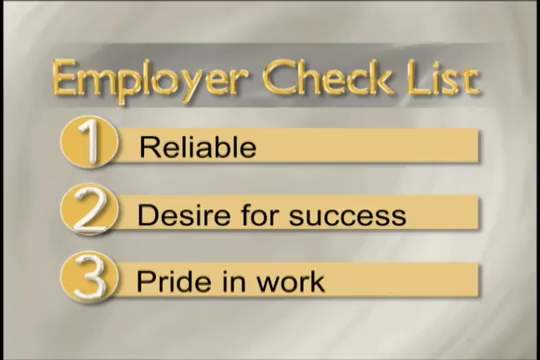 Employer Check List
1 Reliable
2 Desire for success
3 Pride in work